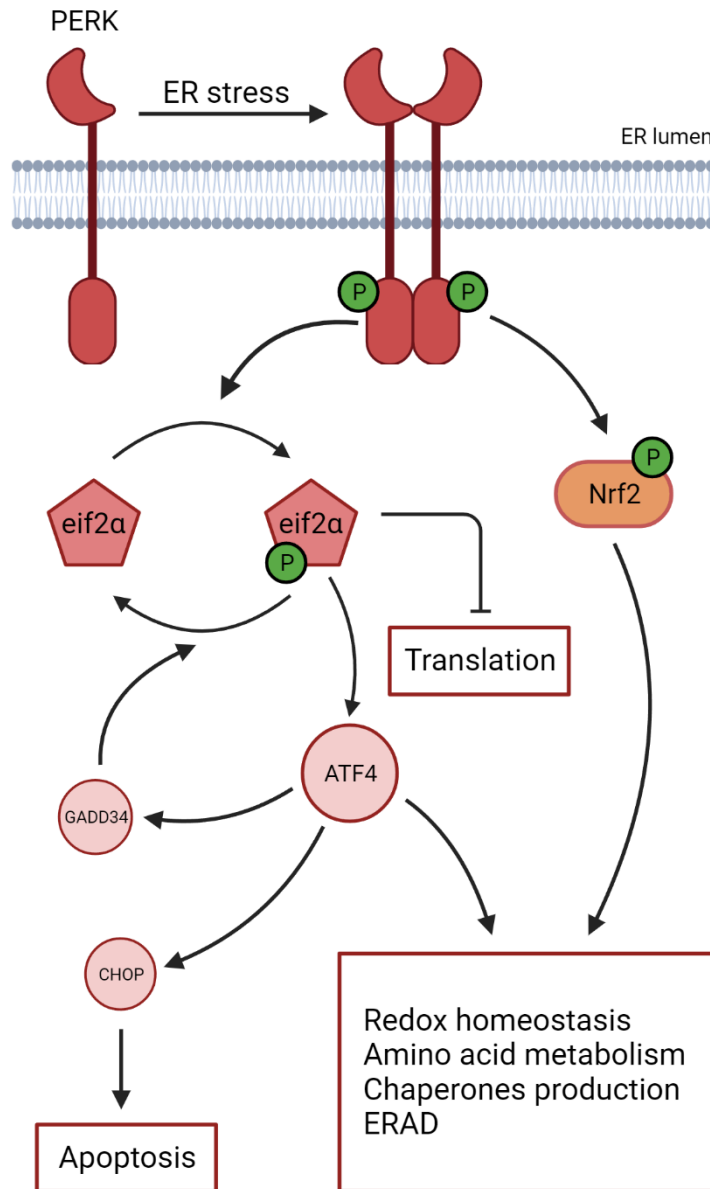 PERK
ER stress
ER lumen
P
P
P
Nrf2
eif2α
eif2α
P
Translation
ATF4
GADD34
CHOP
Redox homeostasis
Amino acid metabolism
Chaperones production
ERAD
Apoptosis